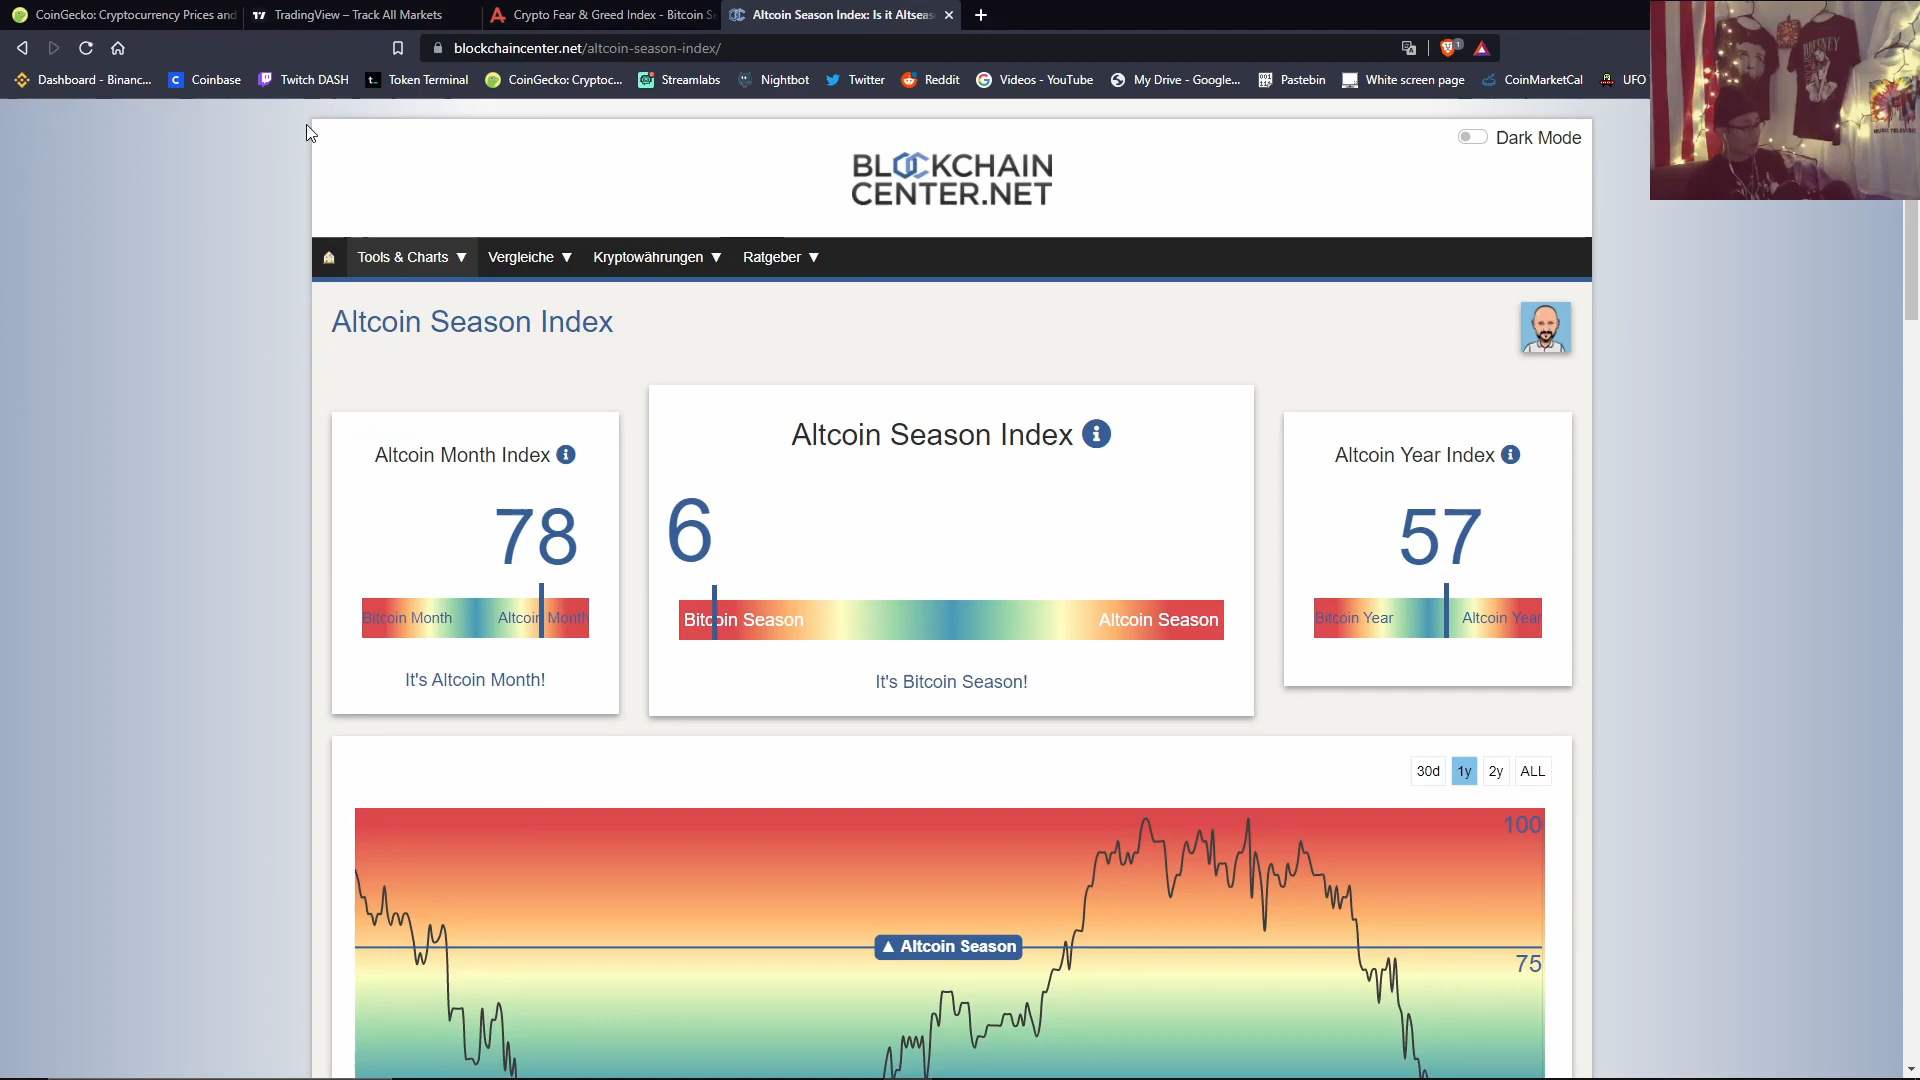 CoinGecko: Cryptocurrency Prices and
TradingView – Track All Markets
Crypto Fear & Greed Index - Bitcoin S
Altcoin Season Index: Is it Altseas
blockchaincenter.net/altcoin-season-index/
1
Dashboard - Binanc...
Coinbase
Twitch DASH
Token Terminal
CoinGecko: Cryptoc...
Streamlabs
Nightbot
Twitter
Reddit
Videos - YouTube
My Drive - Google...
Pastebin
White screen page
CoinMarketCal
UFO
Dark Mode
BLOCKCHAIN
CENTER.NET
Tools & Charts ▼
Vergleiche ▼
Kryptowährungen ▼
Ratgeber ▼
Altcoin Season Index
Altcoin Month Index
78
Bitcoin Month
Altcoin Month
It's Altcoin Month!
Altcoin Season Index
6
Bitcoin Season
Altcoin Season
It's Bitcoin Season!
Altcoin Year Index
57
Bitcoin Year
Altcoin Year
30d
1y
2y
ALL
100
▲ Altcoin Season
75